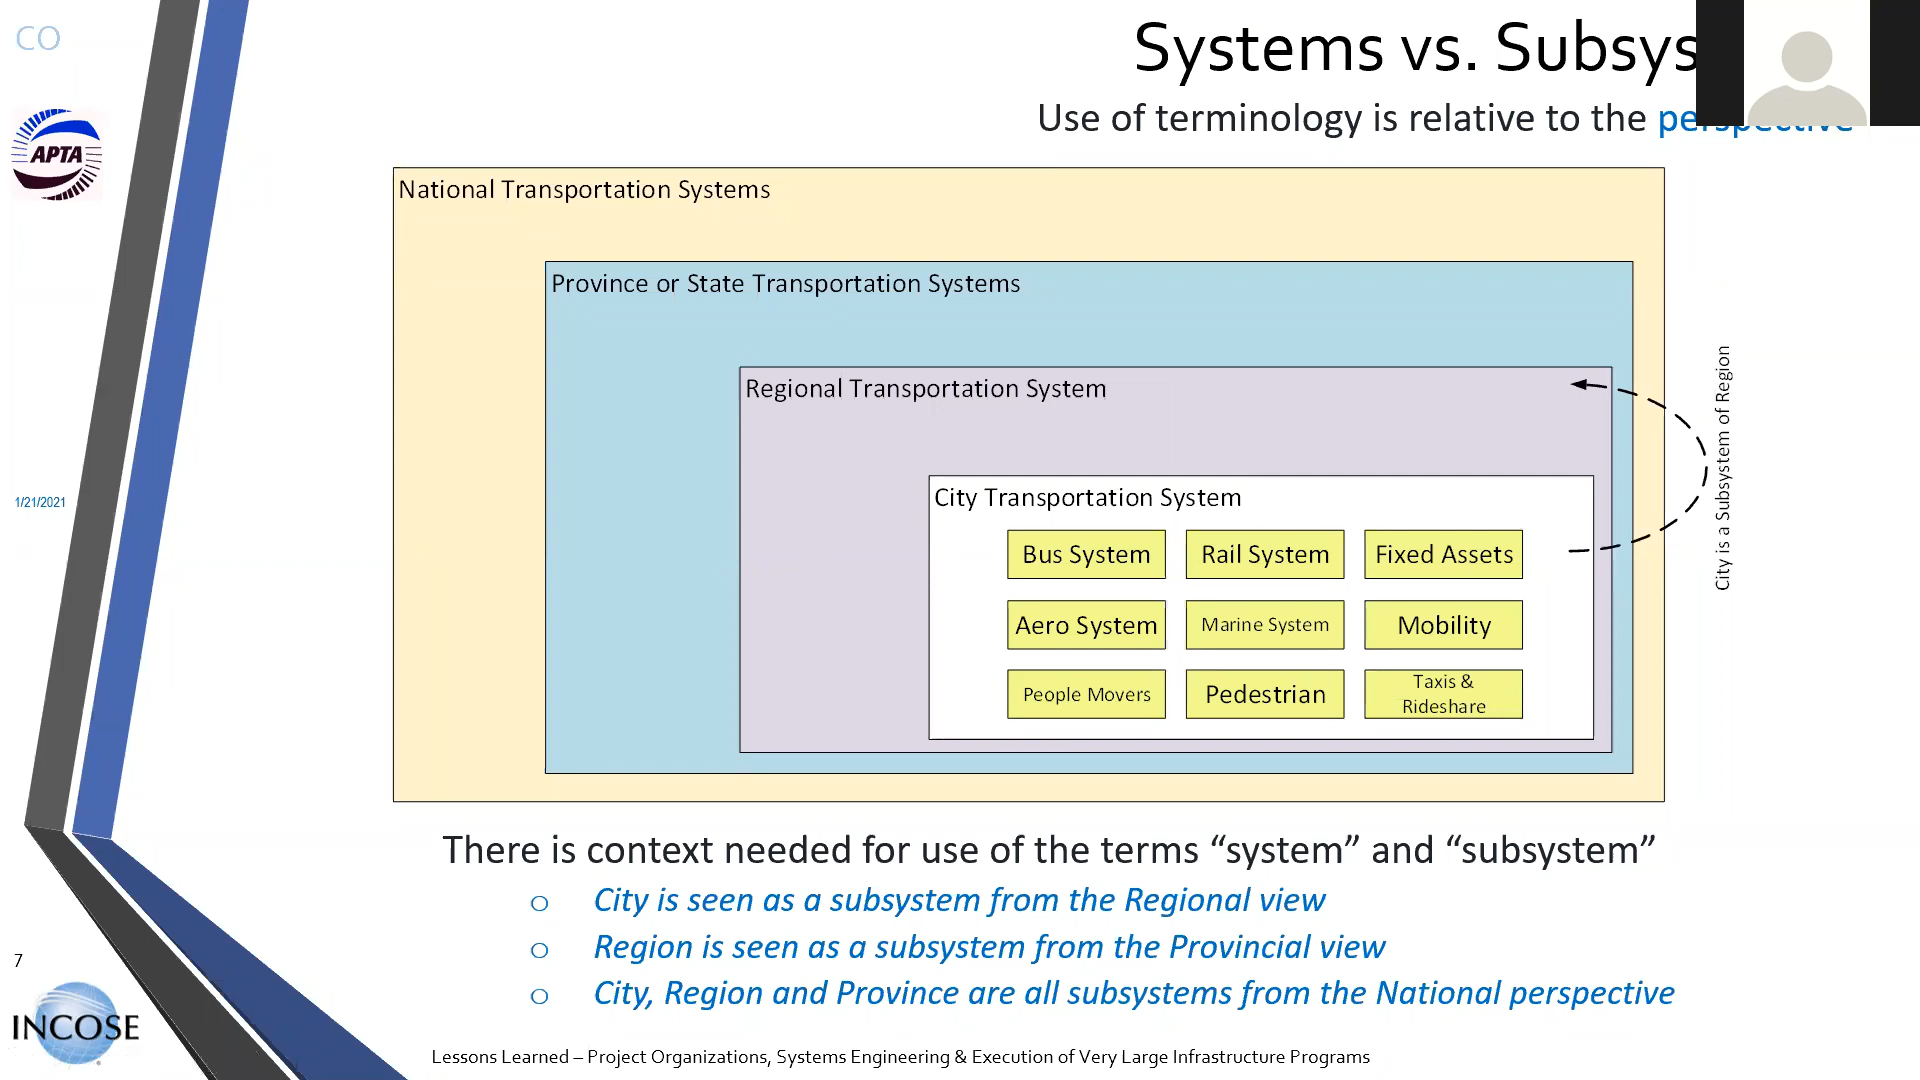 CO
Systems vs. Subsys
Use of terminology is relative to the perspective
APTA
National Transportation Systems
Province or State Transportation Systems
Regional Transportation System
City is a Subsystem of Region
City Transportation System
Bus System Rail System Fixed Assets
Aero System Marine System Mobility
People Movers Pedestrian Taxis &
Rideshare
1/21/2021
There is context needed for use of the terms “system” and “subsystem”
o City is seen as a subsystem from the Regional view
o Region is seen as a subsystem from the Provincial view
o City, Region and Province are all subsystems from the National perspective
7
INCOSE
Lessons Learned – Project Organizations, Systems Engineering & Execution of Very Large Infrastructure Programs